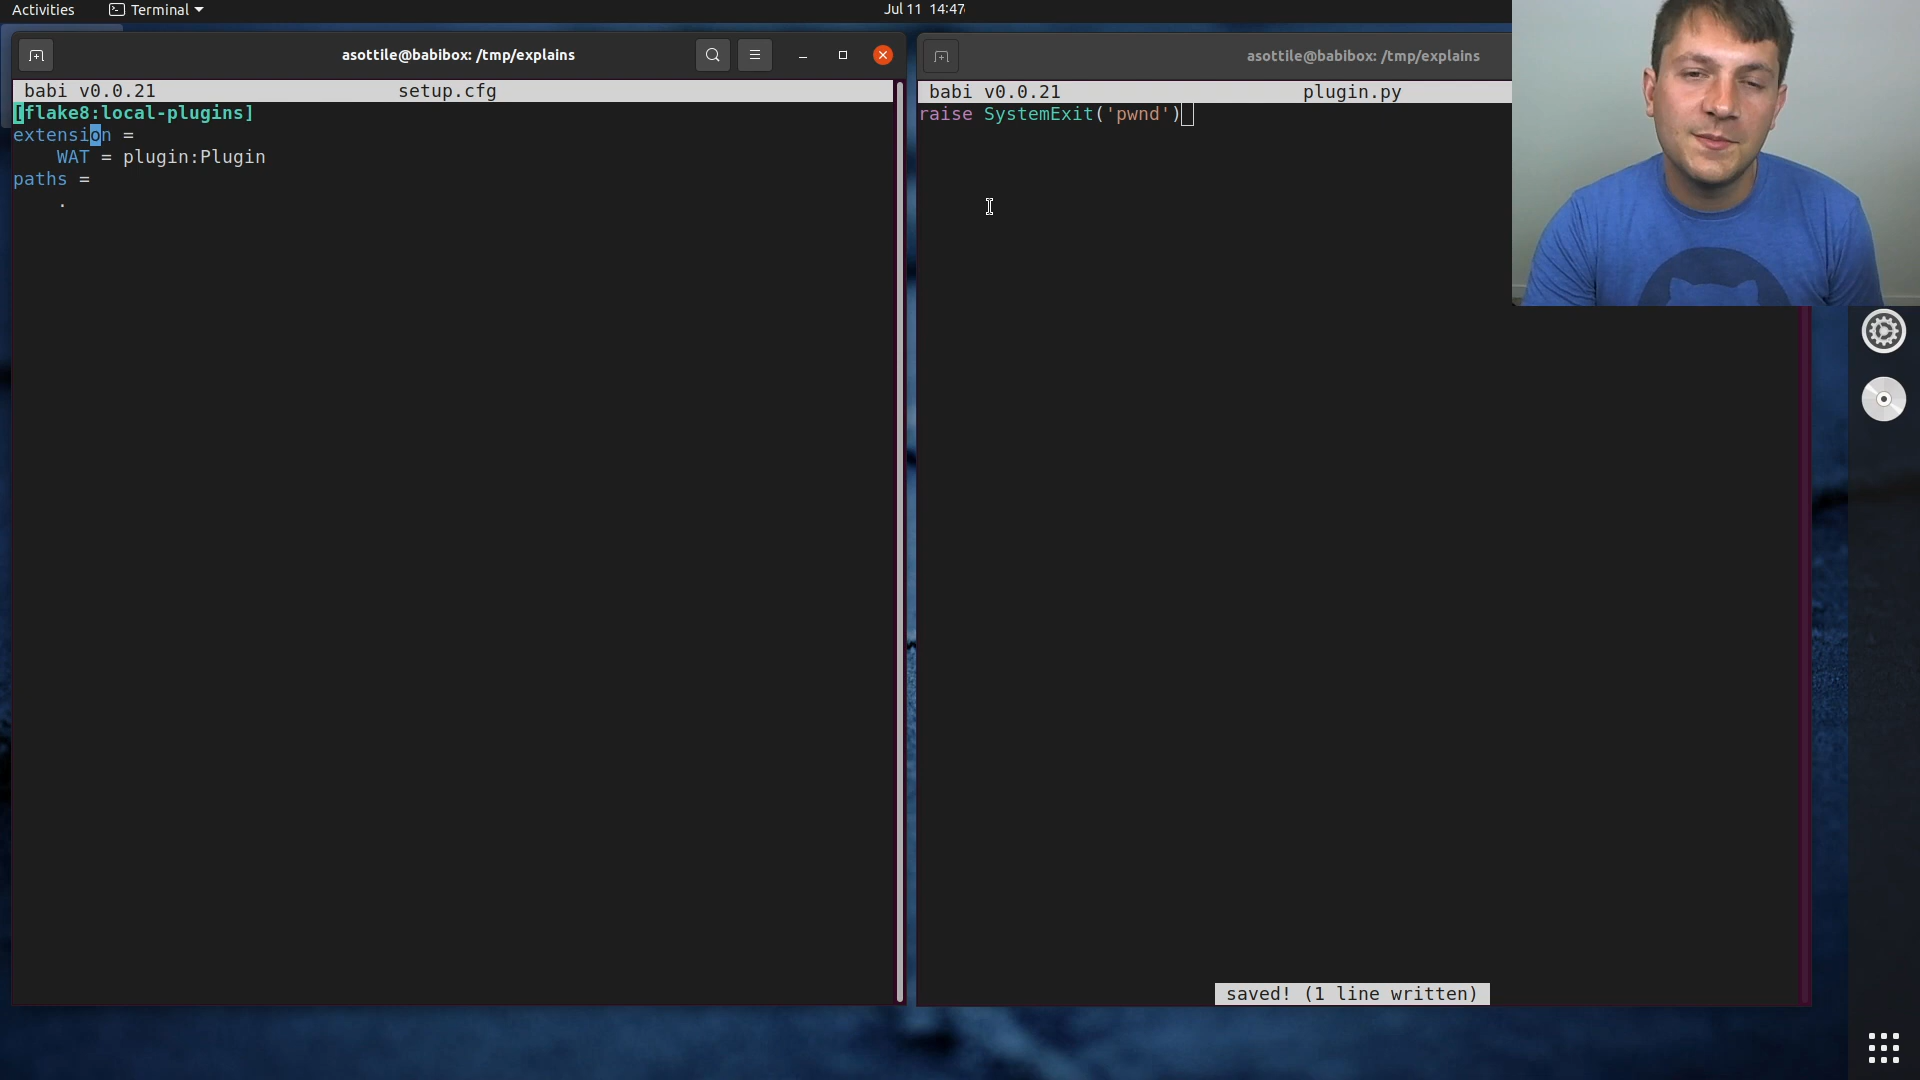 Activities
Terminal
Jul 11 14:47
asottile@babibox: /tmp/explains
babi v0.0.21 setup.cfg
[flake8:local-plugins]
extension =
    WAT = plugin:Plugin
paths =
    .
asottile@babibox: /tmp/explains
babi v0.0.21 plugin.py
raise SystemExit('pwnd')
saved! (1 line written)